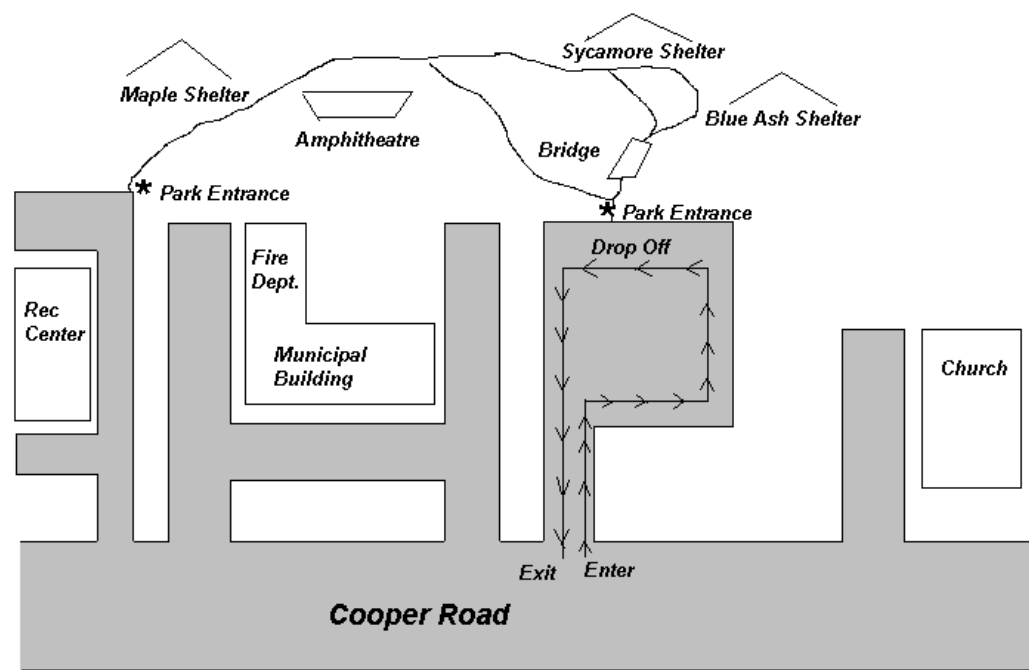 Sycamore Shelter
Maple Shelter
Blue Ash Shelter
Amphitheatre
Bridge
* Park Entrance
* Park Entrance
Drop Off
Fire
Dept.
Rec
Center
Municipal
Building
Church
Exit
Enter
Cooper Road